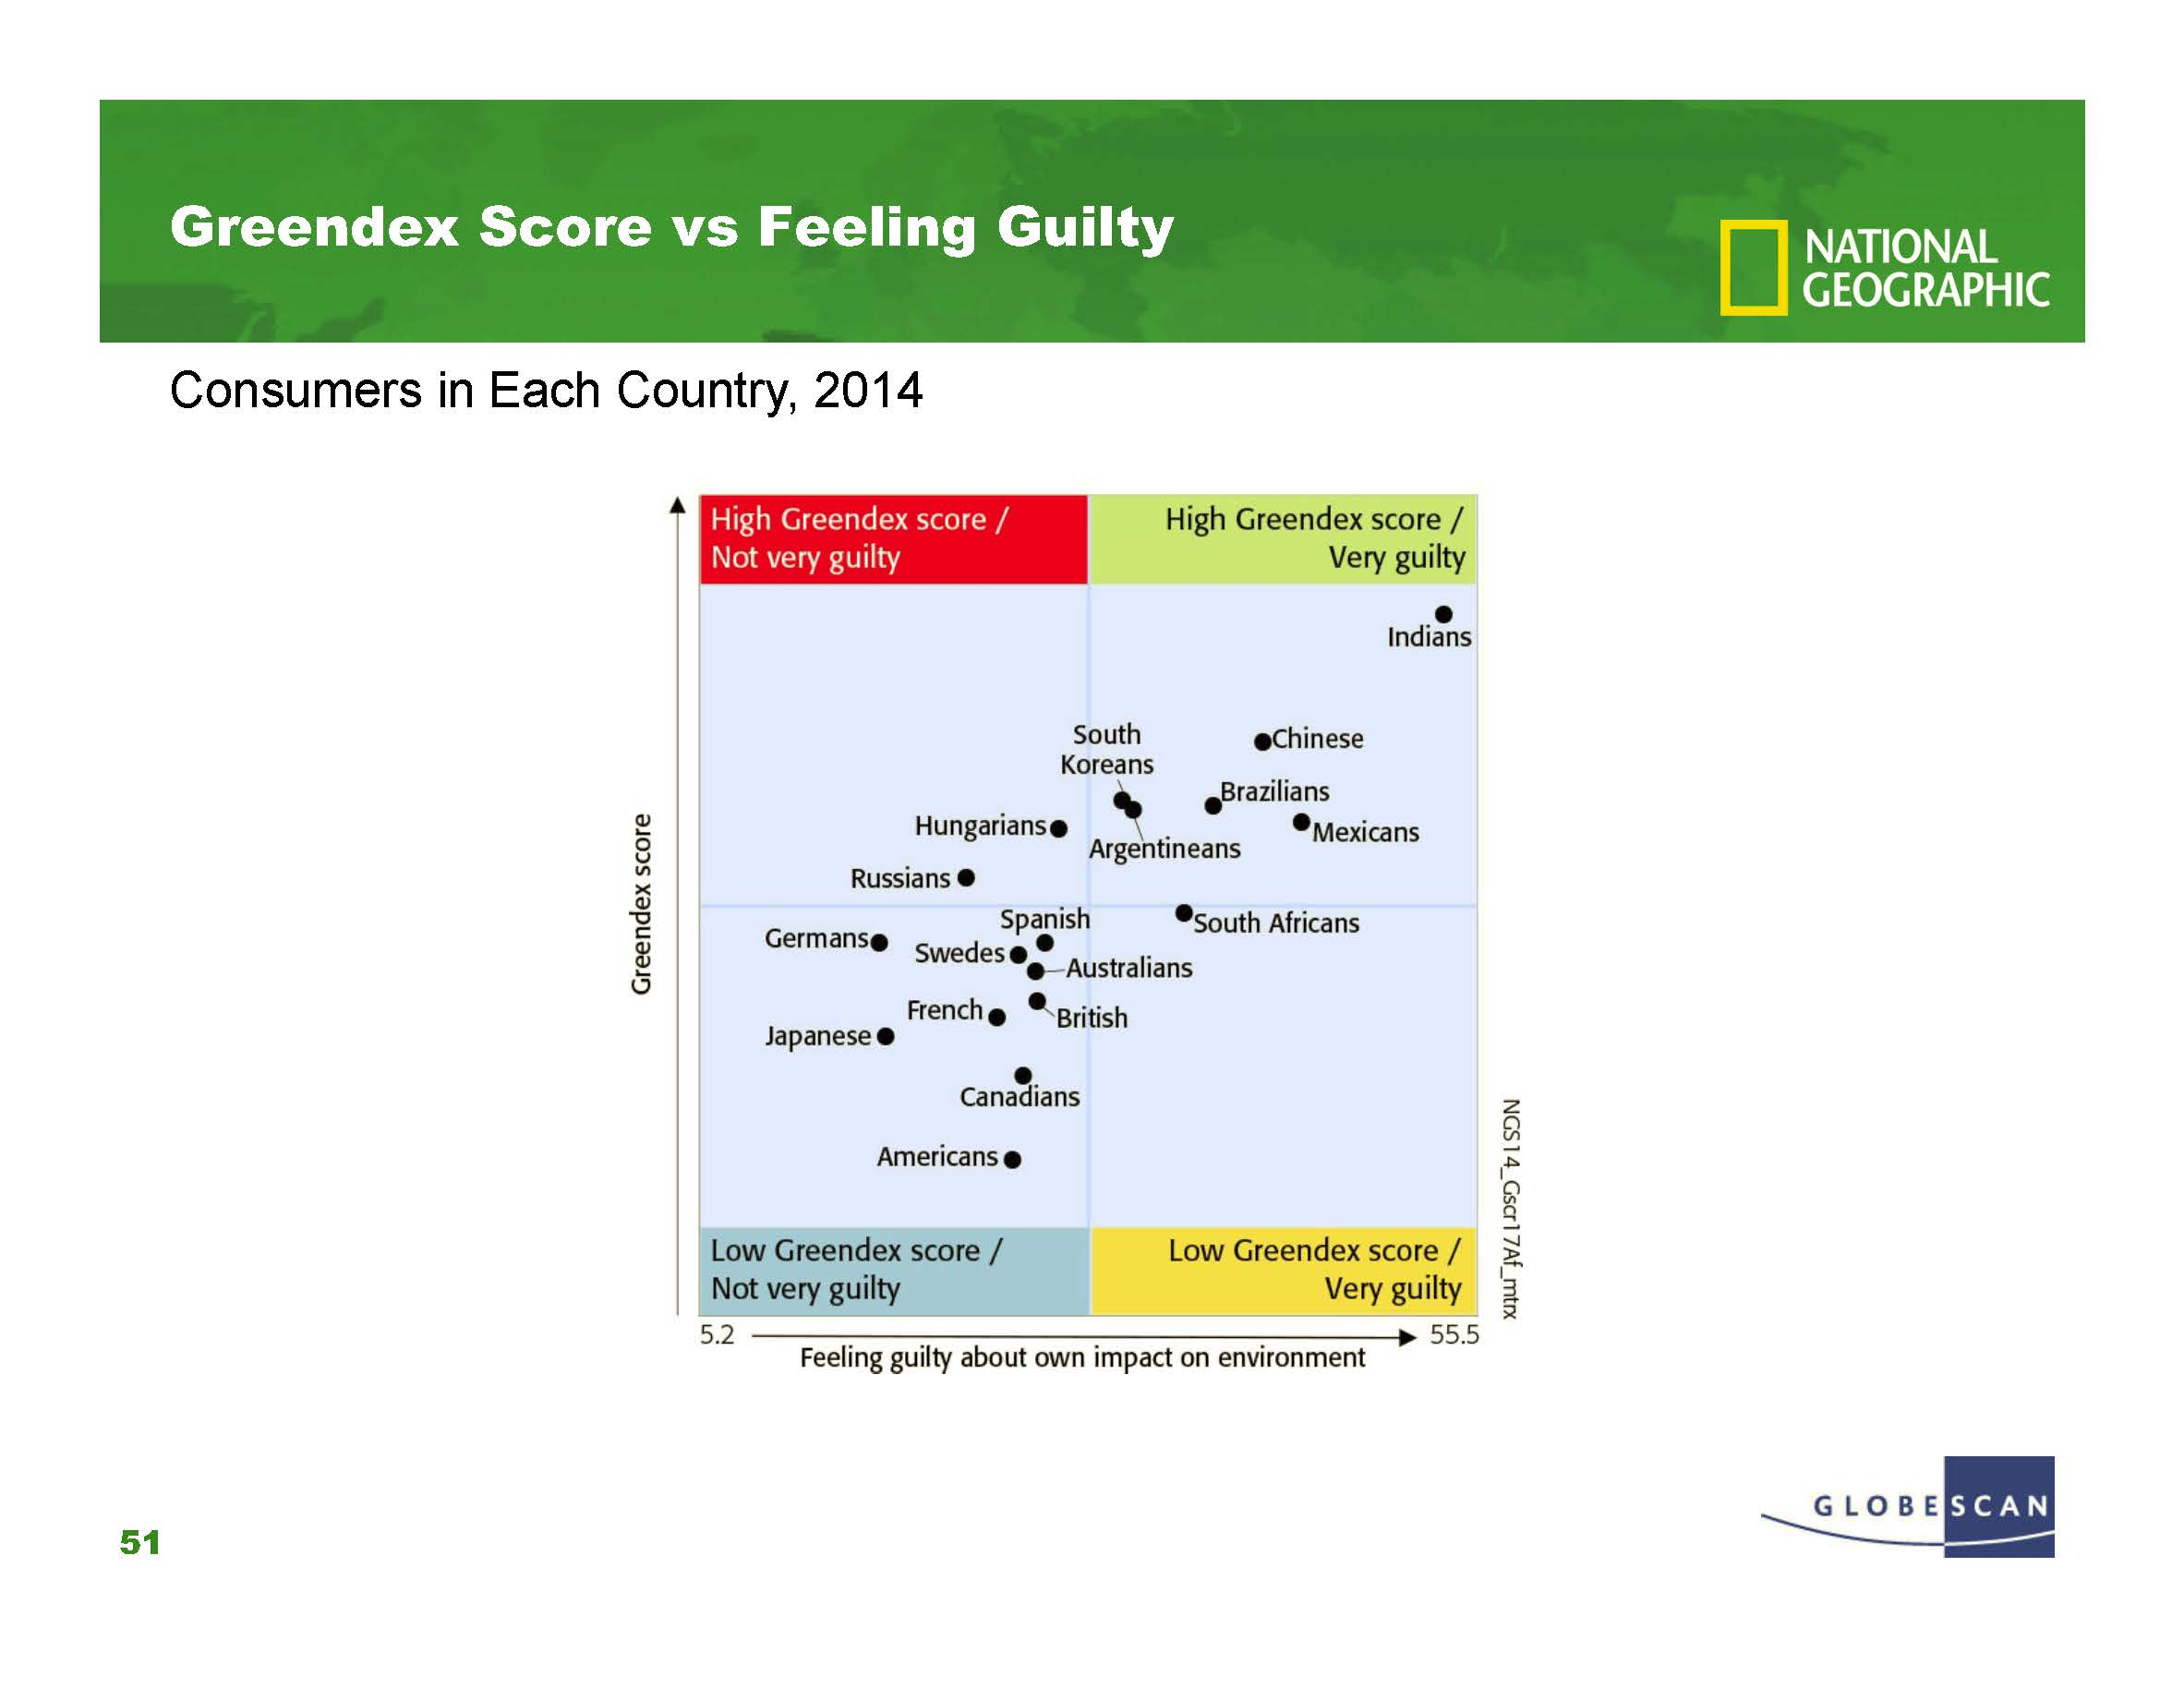 Greendex Score vs Feeling Guilty
NATIONAL
GEOGRAPHIC
Consumers in Each Country, 2014
High Greendex score /
Not very guilty
High Greendex score /
Very guilty
Indians
South
Koreans
Chinese
Brazilians
Hungarians
Mexicans
Argentineans
Russians
Greendex score
Spanish
South Africans
Germans
Swedes
Australians
French
British
Japanese
Canadians
Americans
NGS14_Gscr17Af_mtrx
Low Greendex score /
Not very guilty
Low Greendex score /
Very guilty
5.2
55.5
Feeling guilty about own impact on environment
GLOBESCAN
51